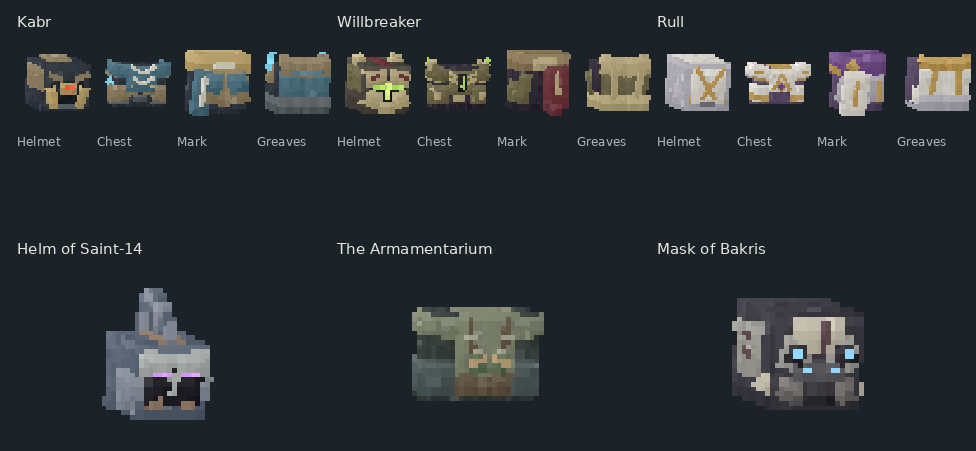 Kabr Willbreaker Rull
Helmet Chest Mark Greaves Helmet Chest Mark Greaves Helmet Chest Mark Greaves
Helm of Saint-14 The Armamentarium Mask of Bakris